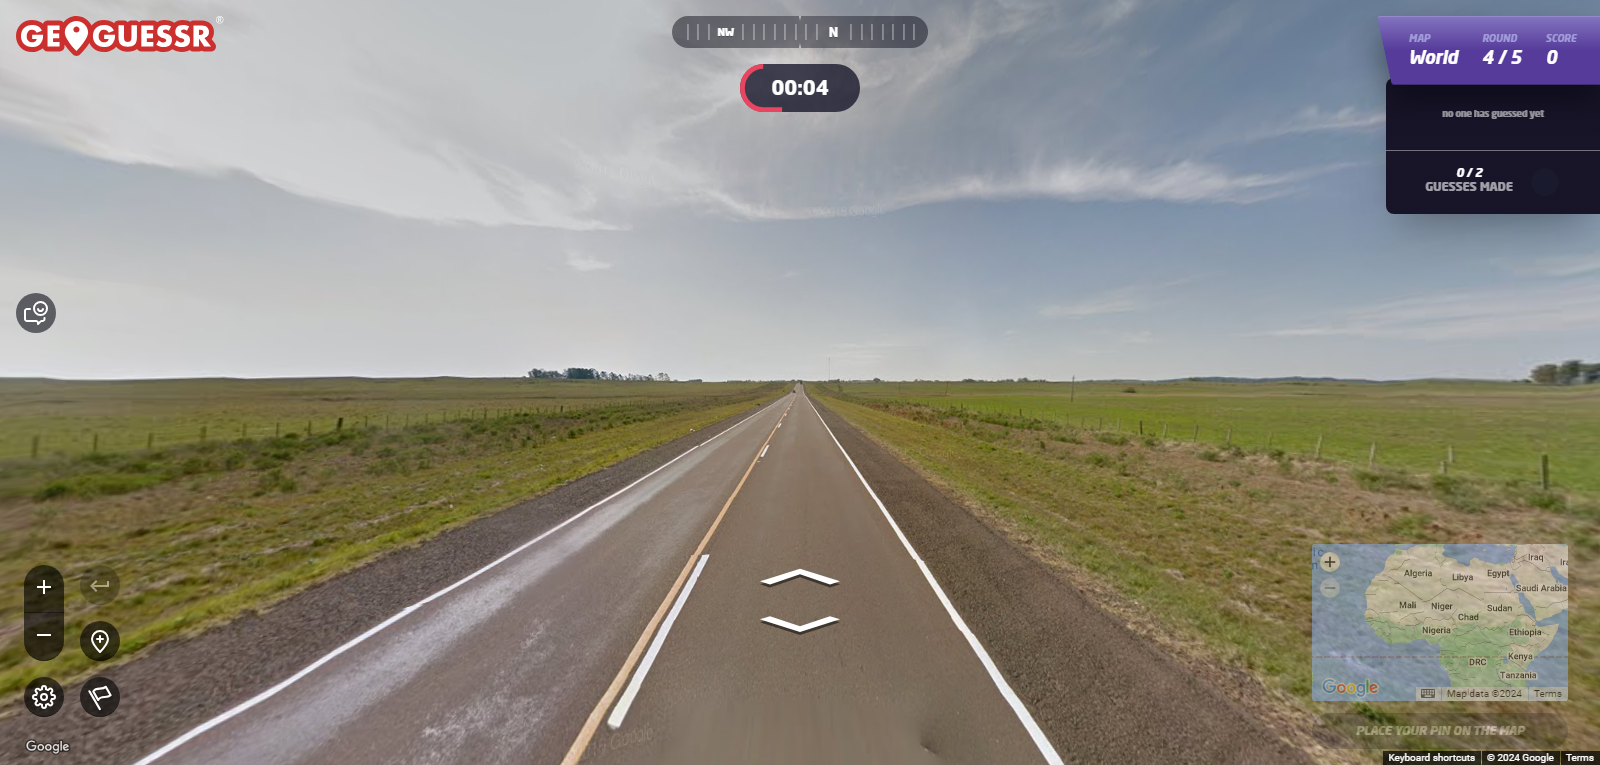 GEOGUESSR®
NW N
00:04
MAP ROUND SCORE
World 4 / 5 0
no one has guessed yet
0 / 2
GUESSES MADE
Algeria Libya Egypt Iraq
Saudi Arabia
Mali Niger Chad Sudan
Nigeria Ethiopia
DRC Kenya
Tanzania
Google
Map data ©2024 Terms
PLACE YOUR PIN ON THE MAP
Google
Keyboard shortcuts © 2024 Google Terms